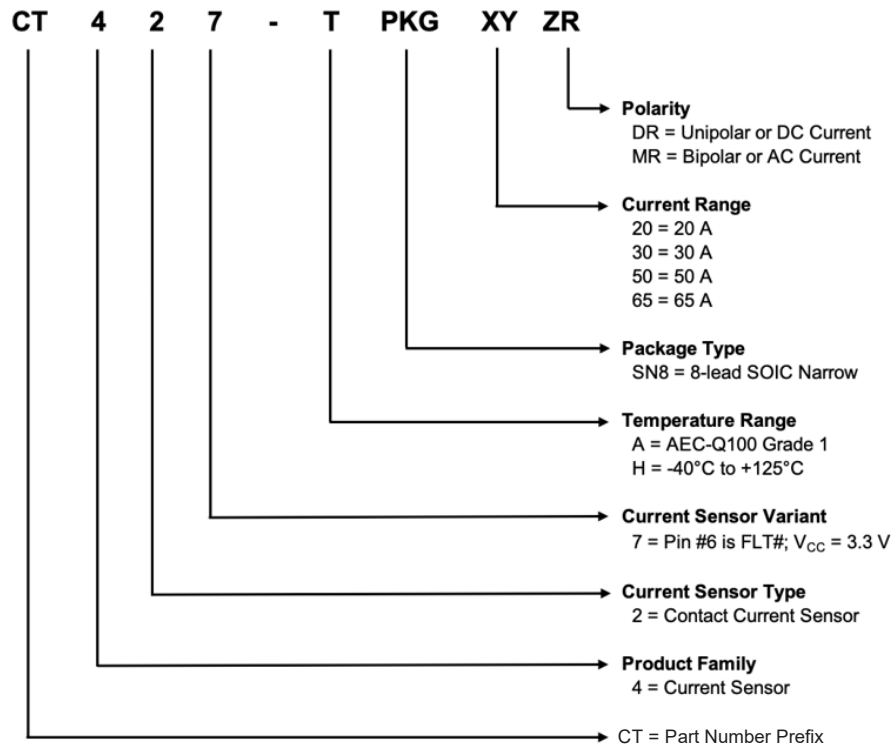 CT 4 2 7 - T PKG XY ZR
Polarity
DR = Unipolar or DC Current
MR = Bipolar or AC Current
Current Range
20 = 20 A
30 = 30 A
50 = 50 A
65 = 65 A
Package Type
SN8 = 8-lead SOIC Narrow
Temperature Range
A = AEC-Q100 Grade 1
H = -40°C to +125°C
Current Sensor Variant
7 = Pin #6 is FLT#; VCC = 3.3 V
Current Sensor Type
2 = Contact Current Sensor
Product Family
4 = Current Sensor
CT = Part Number Prefix